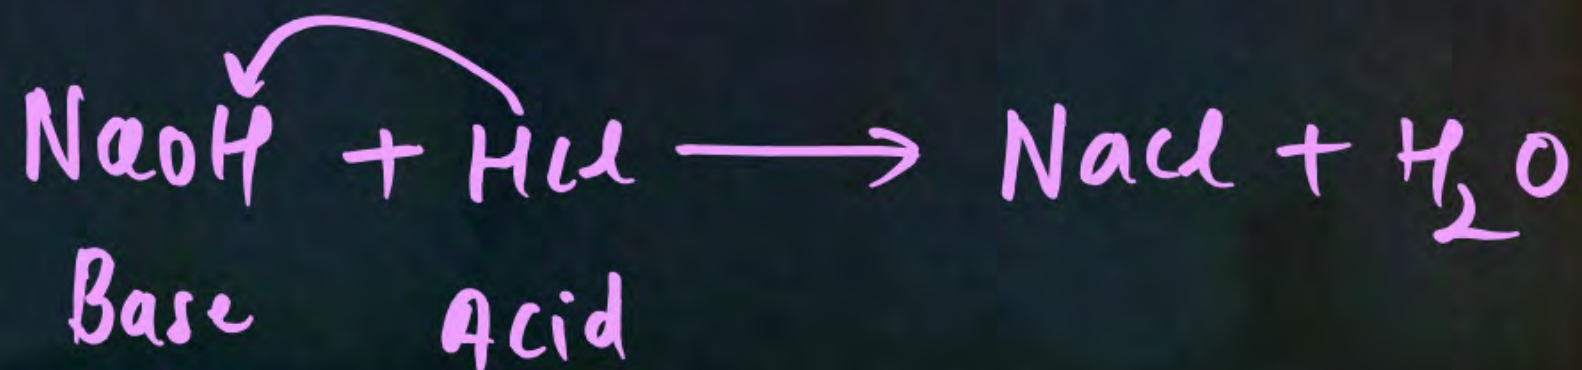 NaOH + HCl ⟶ NaCl + H₂O
Base Acid